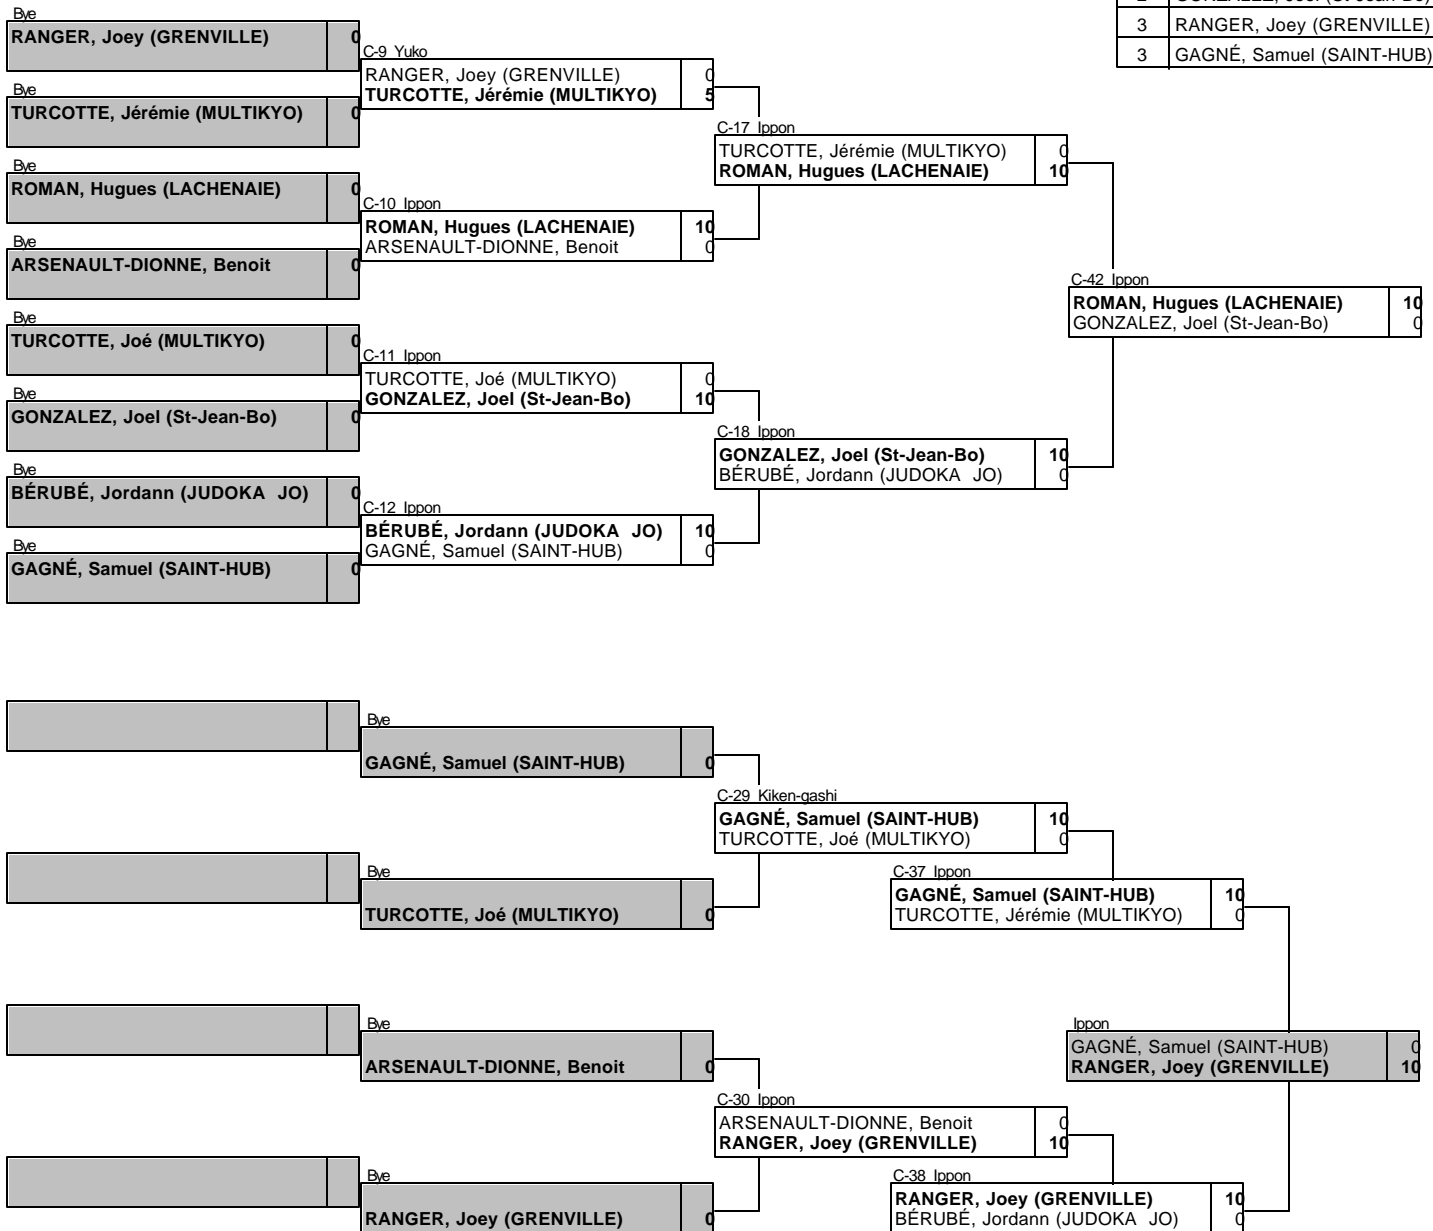 2 GONZALEZ, Joel (St-Jean-Bo)
3 RANGER, Joey (GRENVILLE)
3 GAGNÉ, Samuel (SAINT-HUB)
Bye
RANGER, Joey (GRENVILLE) 0
C-9 Yuko
RANGER, Joey (GRENVILLE) 0
TURCOTTE, Jérémie (MULTIKYO) 5
Bye
TURCOTTE, Jérémie (MULTIKYO) 0
C-17 Ippon
TURCOTTE, Jérémie (MULTIKYO) 0
ROMAN, Hugues (LACHENAIE) 10
Bye
ROMAN, Hugues (LACHENAIE) 0
C-10 Ippon
ROMAN, Hugues (LACHENAIE) 10
ARSENAULT-DIONNE, Benoit 0
Bye
ARSENAULT-DIONNE, Benoit 0
C-42 Ippon
ROMAN, Hugues (LACHENAIE) 10
GONZALEZ, Joel (St-Jean-Bo) 0
Bye
TURCOTTE, Joé (MULTIKYO) 0
C-11 Ippon
TURCOTTE, Joé (MULTIKYO) 0
GONZALEZ, Joel (St-Jean-Bo) 10
Bye
GONZALEZ, Joel (St-Jean-Bo) 0
C-18 Ippon
GONZALEZ, Joel (St-Jean-Bo) 10
BÉRUBÉ, Jordann (JUDOKA JO) 0
Bye
BÉRUBÉ, Jordann (JUDOKA JO) 0
C-12 Ippon
BÉRUBÉ, Jordann (JUDOKA JO) 10
GAGNÉ, Samuel (SAINT-HUB) 0
Bye
GAGNÉ, Samuel (SAINT-HUB) 0
Bye
GAGNÉ, Samuel (SAINT-HUB) 0
C-29 Kiken-gashi
GAGNÉ, Samuel (SAINT-HUB) 10
TURCOTTE, Joé (MULTIKYO) 0
Bye
TURCOTTE, Joé (MULTIKYO) 0
C-37 Ippon
GAGNÉ, Samuel (SAINT-HUB) 10
TURCOTTE, Jérémie (MULTIKYO) 0
Bye
ARSENAULT-DIONNE, Benoit 0
Ippon
GAGNÉ, Samuel (SAINT-HUB) 0
RANGER, Joey (GRENVILLE) 10
C-30 Ippon
ARSENAULT-DIONNE, Benoit 0
RANGER, Joey (GRENVILLE) 10
Bye
RANGER, Joey (GRENVILLE) 0
C-38 Ippon
RANGER, Joey (GRENVILLE) 10
BÉRUBÉ, Jordann (JUDOKA JO) 0